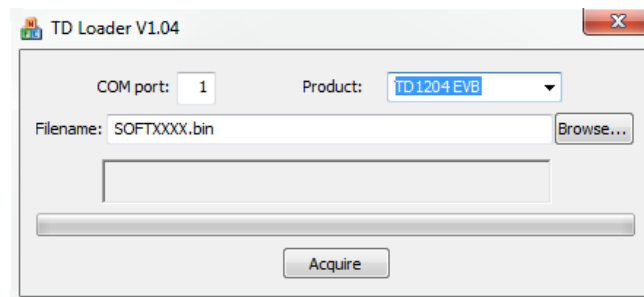 TD Loader V1.04
COM port: 1 Product: TD1204 EVB
Filename: SOFTXXXX.bin Browse...
Acquire